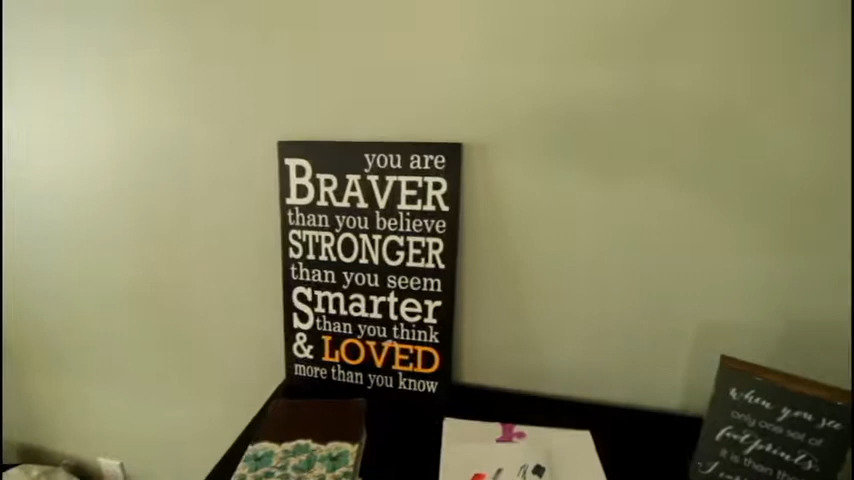 you are
BRAVER
than you believe
STRONGER
than you seem
Smarter
than you think
& LOVED
more than you know
when you see
only one set of
footprints
it is then that